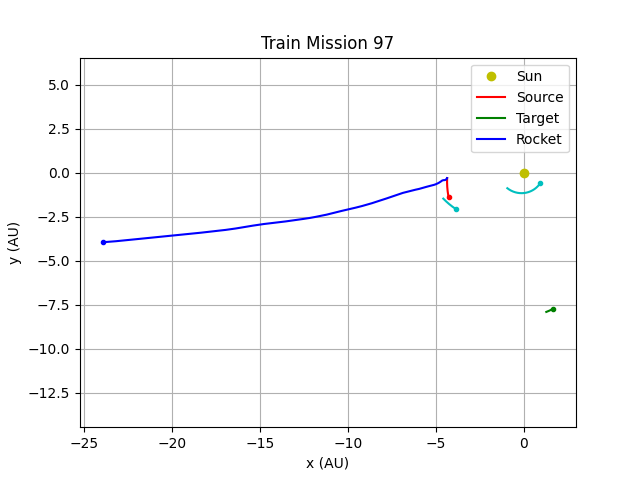 Train Mission 97
Sun
Source
Target
Rocket
5.0
2.5
0.0
−2.5
−5.0
−7.5
−10.0
−12.5
y (AU)
−25
−20
−15
−10
−5
0
x (AU)